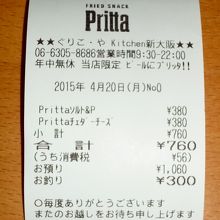 FRIED SNACK
Pritta
★★ぐりこ・や Kitchen新大阪★★
06-6305-8686営業時間9:30-22:00
年中無休 当店限定 ビールにプリッタ!!
2015年 4月20日(月)No0
Prittaソルト&P ¥380
Prittaチェダーチーズ ¥380
小 計 ¥760
合 計 ¥760
(うち消費税 ¥56)
お預り ¥1,060
お釣り ¥300
○毎度ありがとうございます
またのお越しをお待ち申し上げます